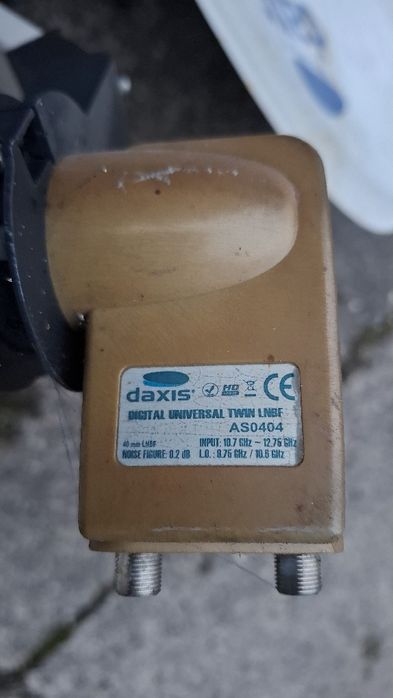 daxis HD CE
DIGITAL UNIVERSAL TWIN LNBF
AS0404
40 mm LNBF INPUT: 10.7 GHz ~ 12.75 GHz
NOISE FIGURE: 0.2 dB L.O.: 9.75 GHz / 10.6 GHz